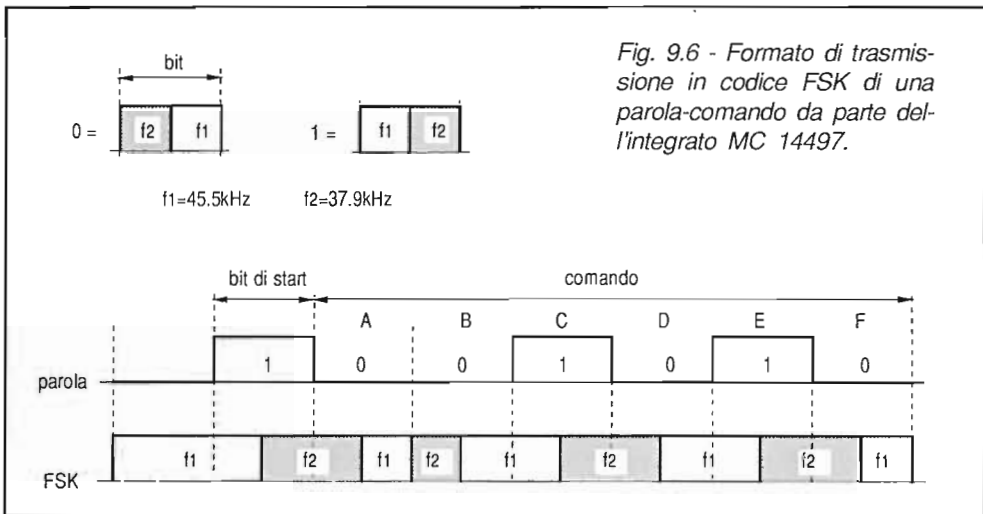 bit
Fig. 9.6 - Formato di trasmis-
sione in codice FSK di una
parola-comando da parte del-
l'integrato MC 14497.
0 = f2 f1
1 = f1 f2
f1=45.5kHz f2=37.9kHz
bit di start comando
A B C D E F
parola 1 0 0 1 0 1 0
FSK f1 f2 f1 f2 f1 f2 f1 f2 f1